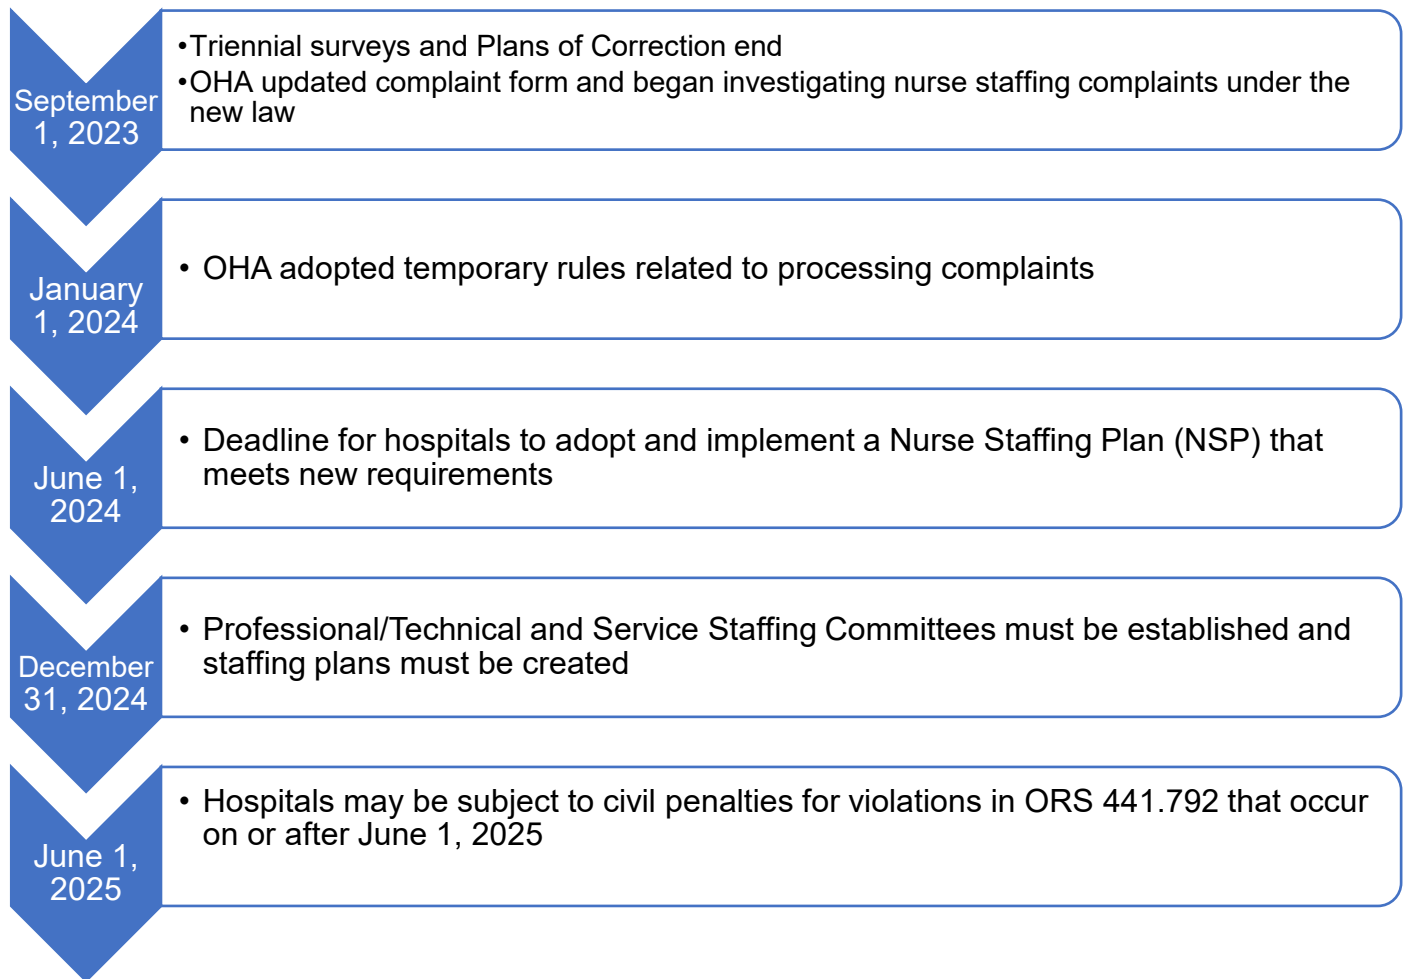 September
1, 2023
•Triennial surveys and Plans of Correction end
•OHA updated complaint form and began investigating nurse staffing complaints under the
new law
January
1, 2024
• OHA adopted temporary rules related to processing complaints
June 1,
2024
• Deadline for hospitals to adopt and implement a Nurse Staffing Plan (NSP) that
meets new requirements
December
31, 2024
• Professional/Technical and Service Staffing Committees must be established and
staffing plans must be created
June 1,
2025
• Hospitals may be subject to civil penalties for violations in ORS 441.792 that occur
on or after June 1, 2025